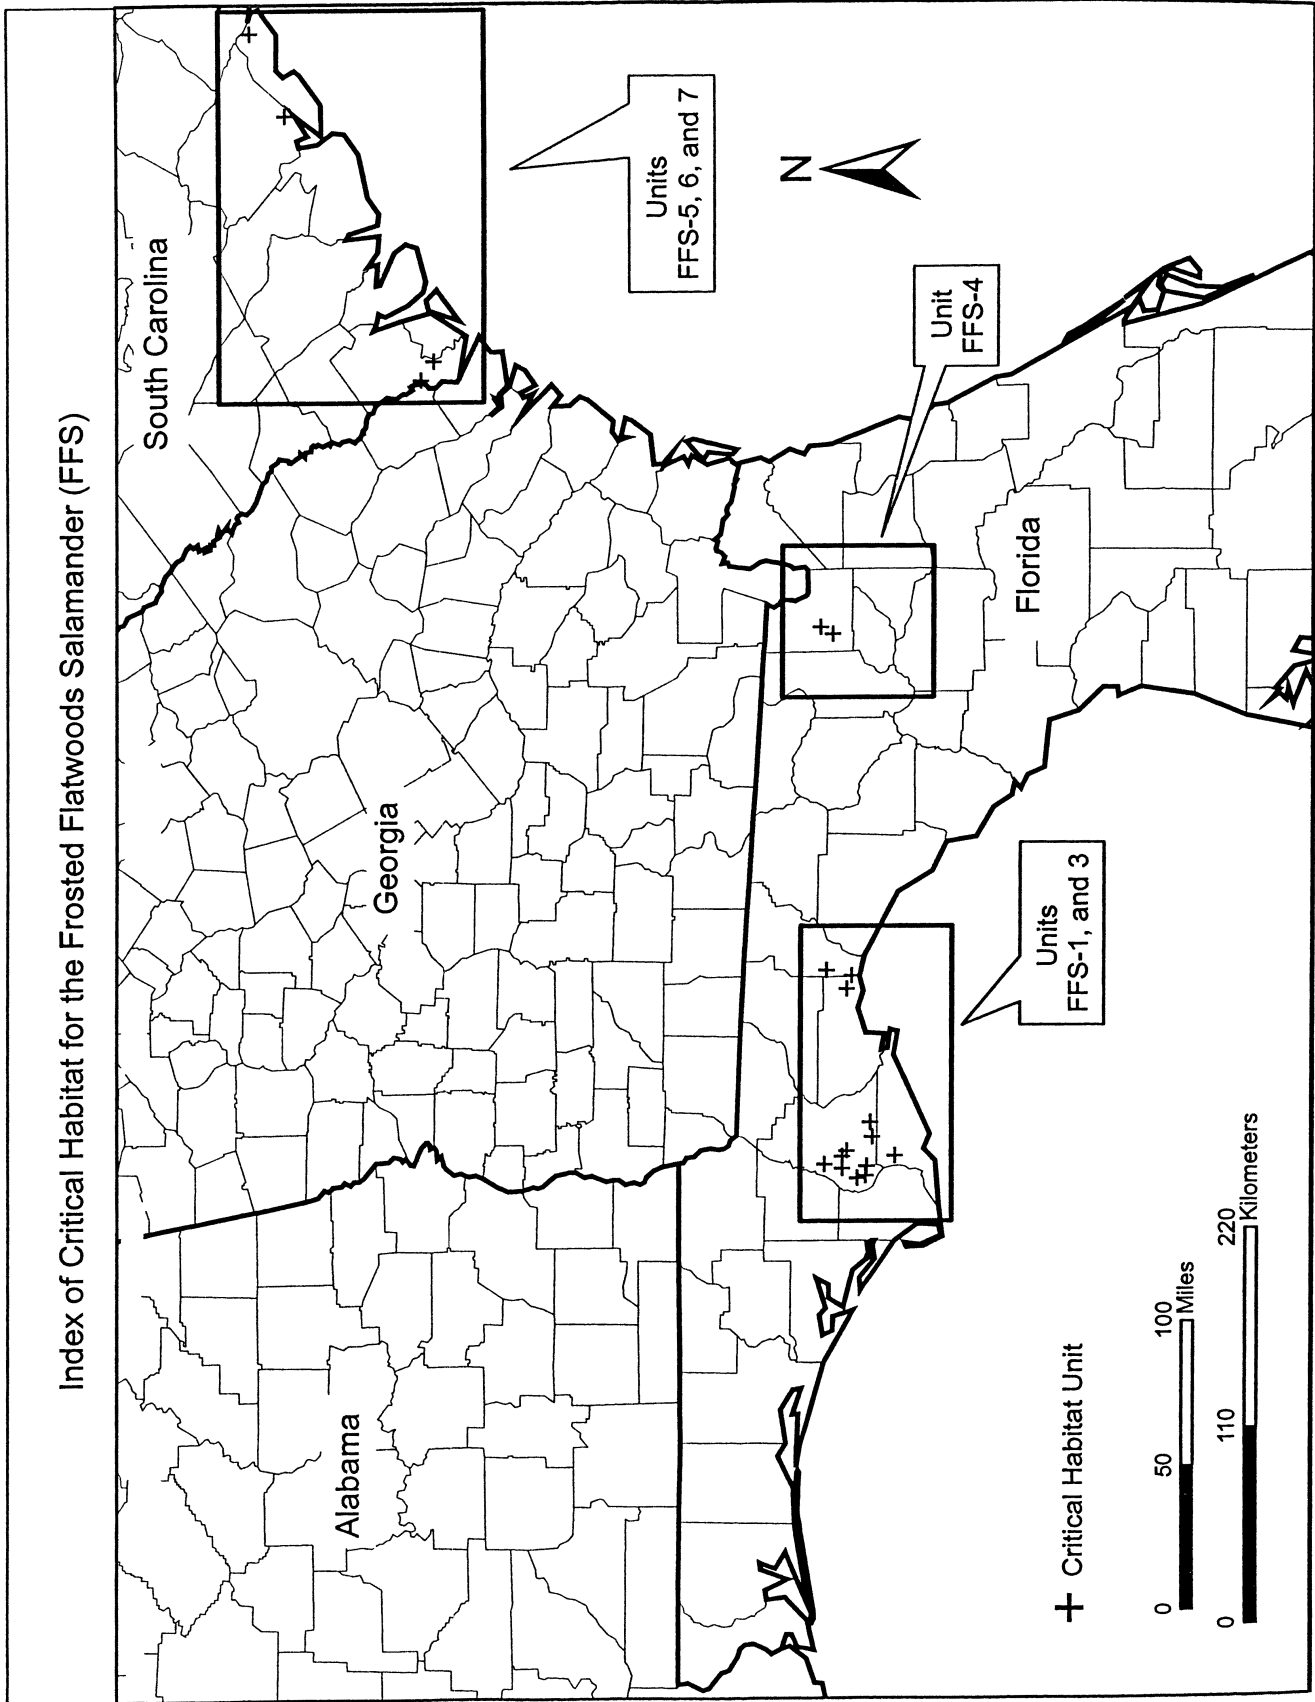 Index of Critical Habitat for the Frosted Flatwoods Salamander (FFS)
South Carolina
Georgia
Alabama
Florida
Units
FFS-5, 6, and 7
N
Unit
FFS-4
Units
FFS-1, and 3
+ Critical Habitat Unit
0 50 100
Miles
0 110 220
Kilometers